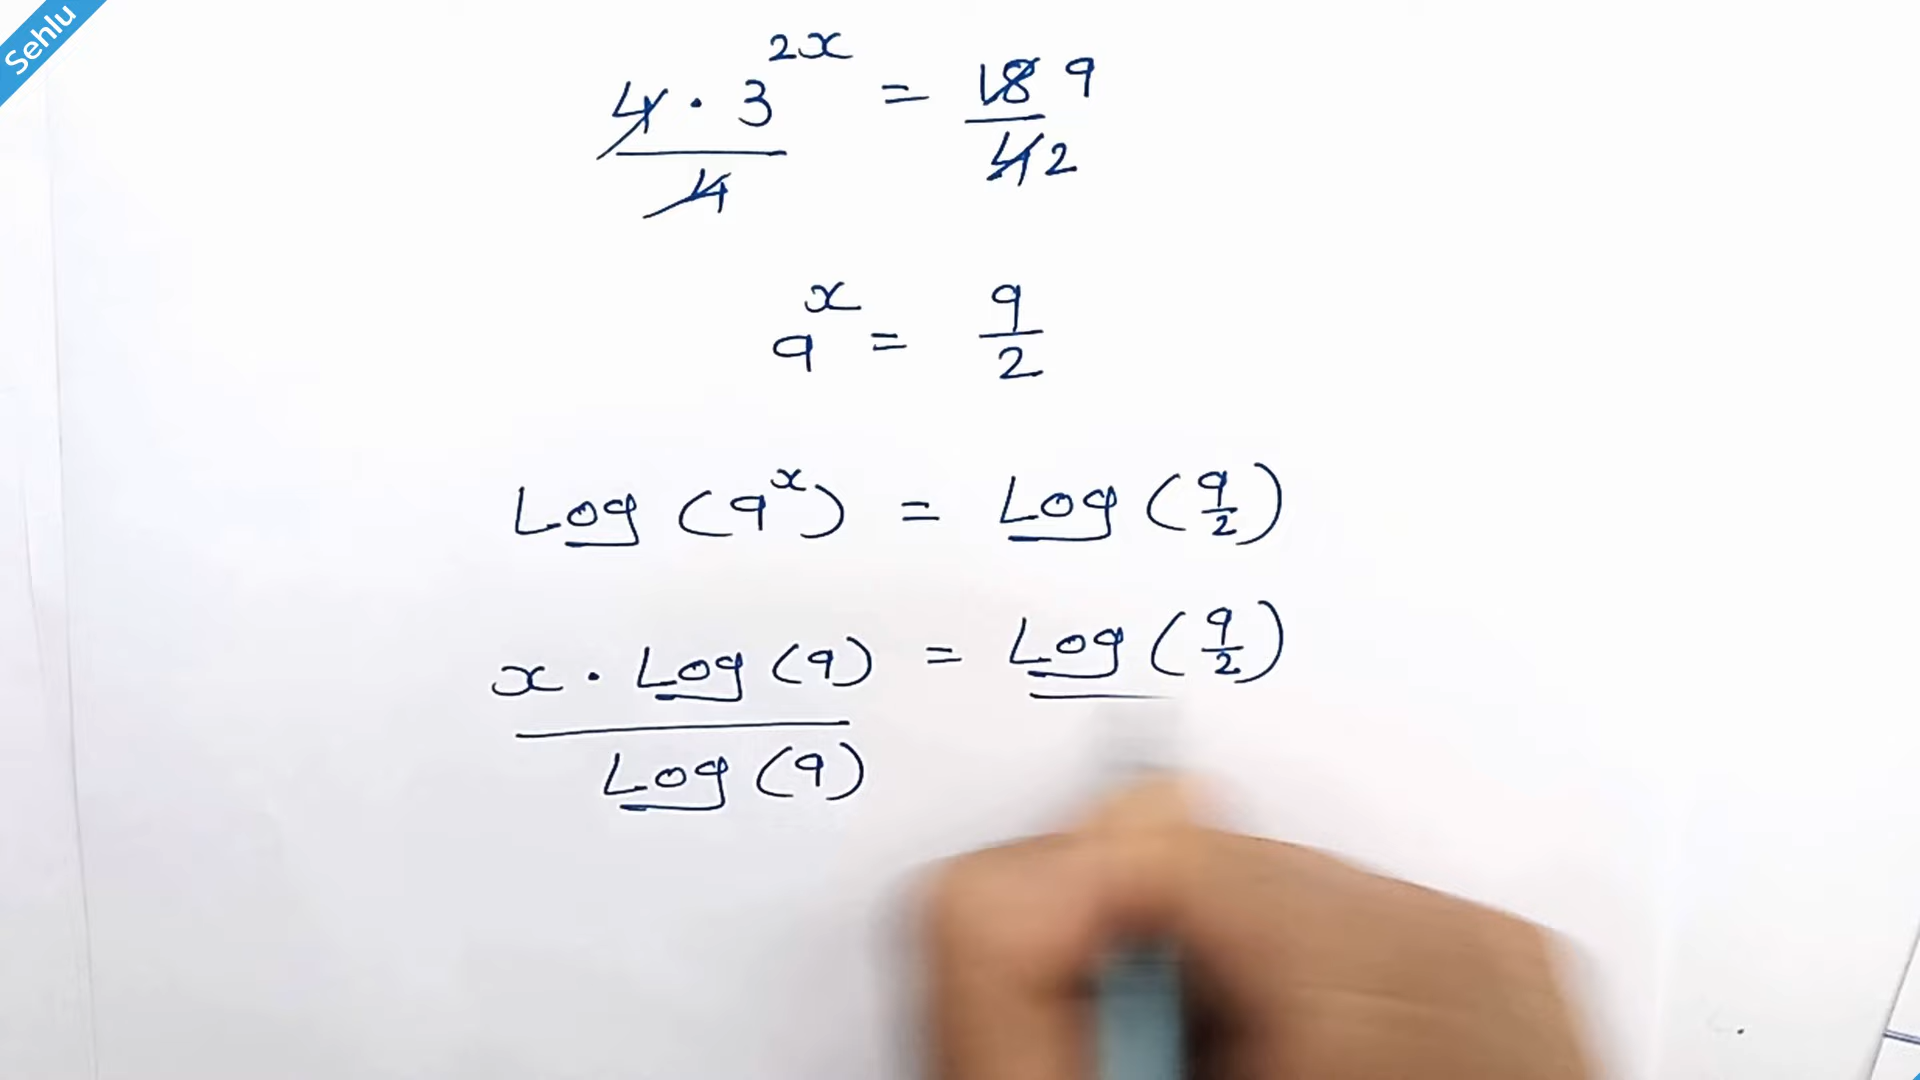 Sehlu
4 · 3^2x = 18 9
4 4 2
9^x = 9/2
Log (9^x) = Log (9/2)
x · Log (9) = Log (9/2)
Log (9)